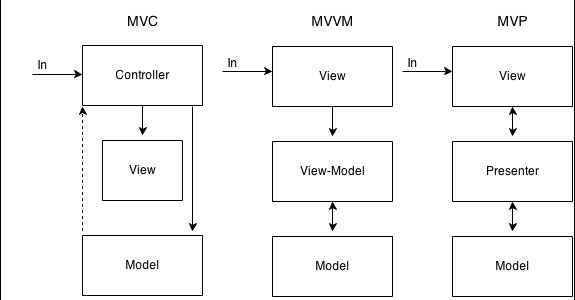 MVC MVVM MVP
In In In
Controller View View
View View-Model Presenter
Model Model Model